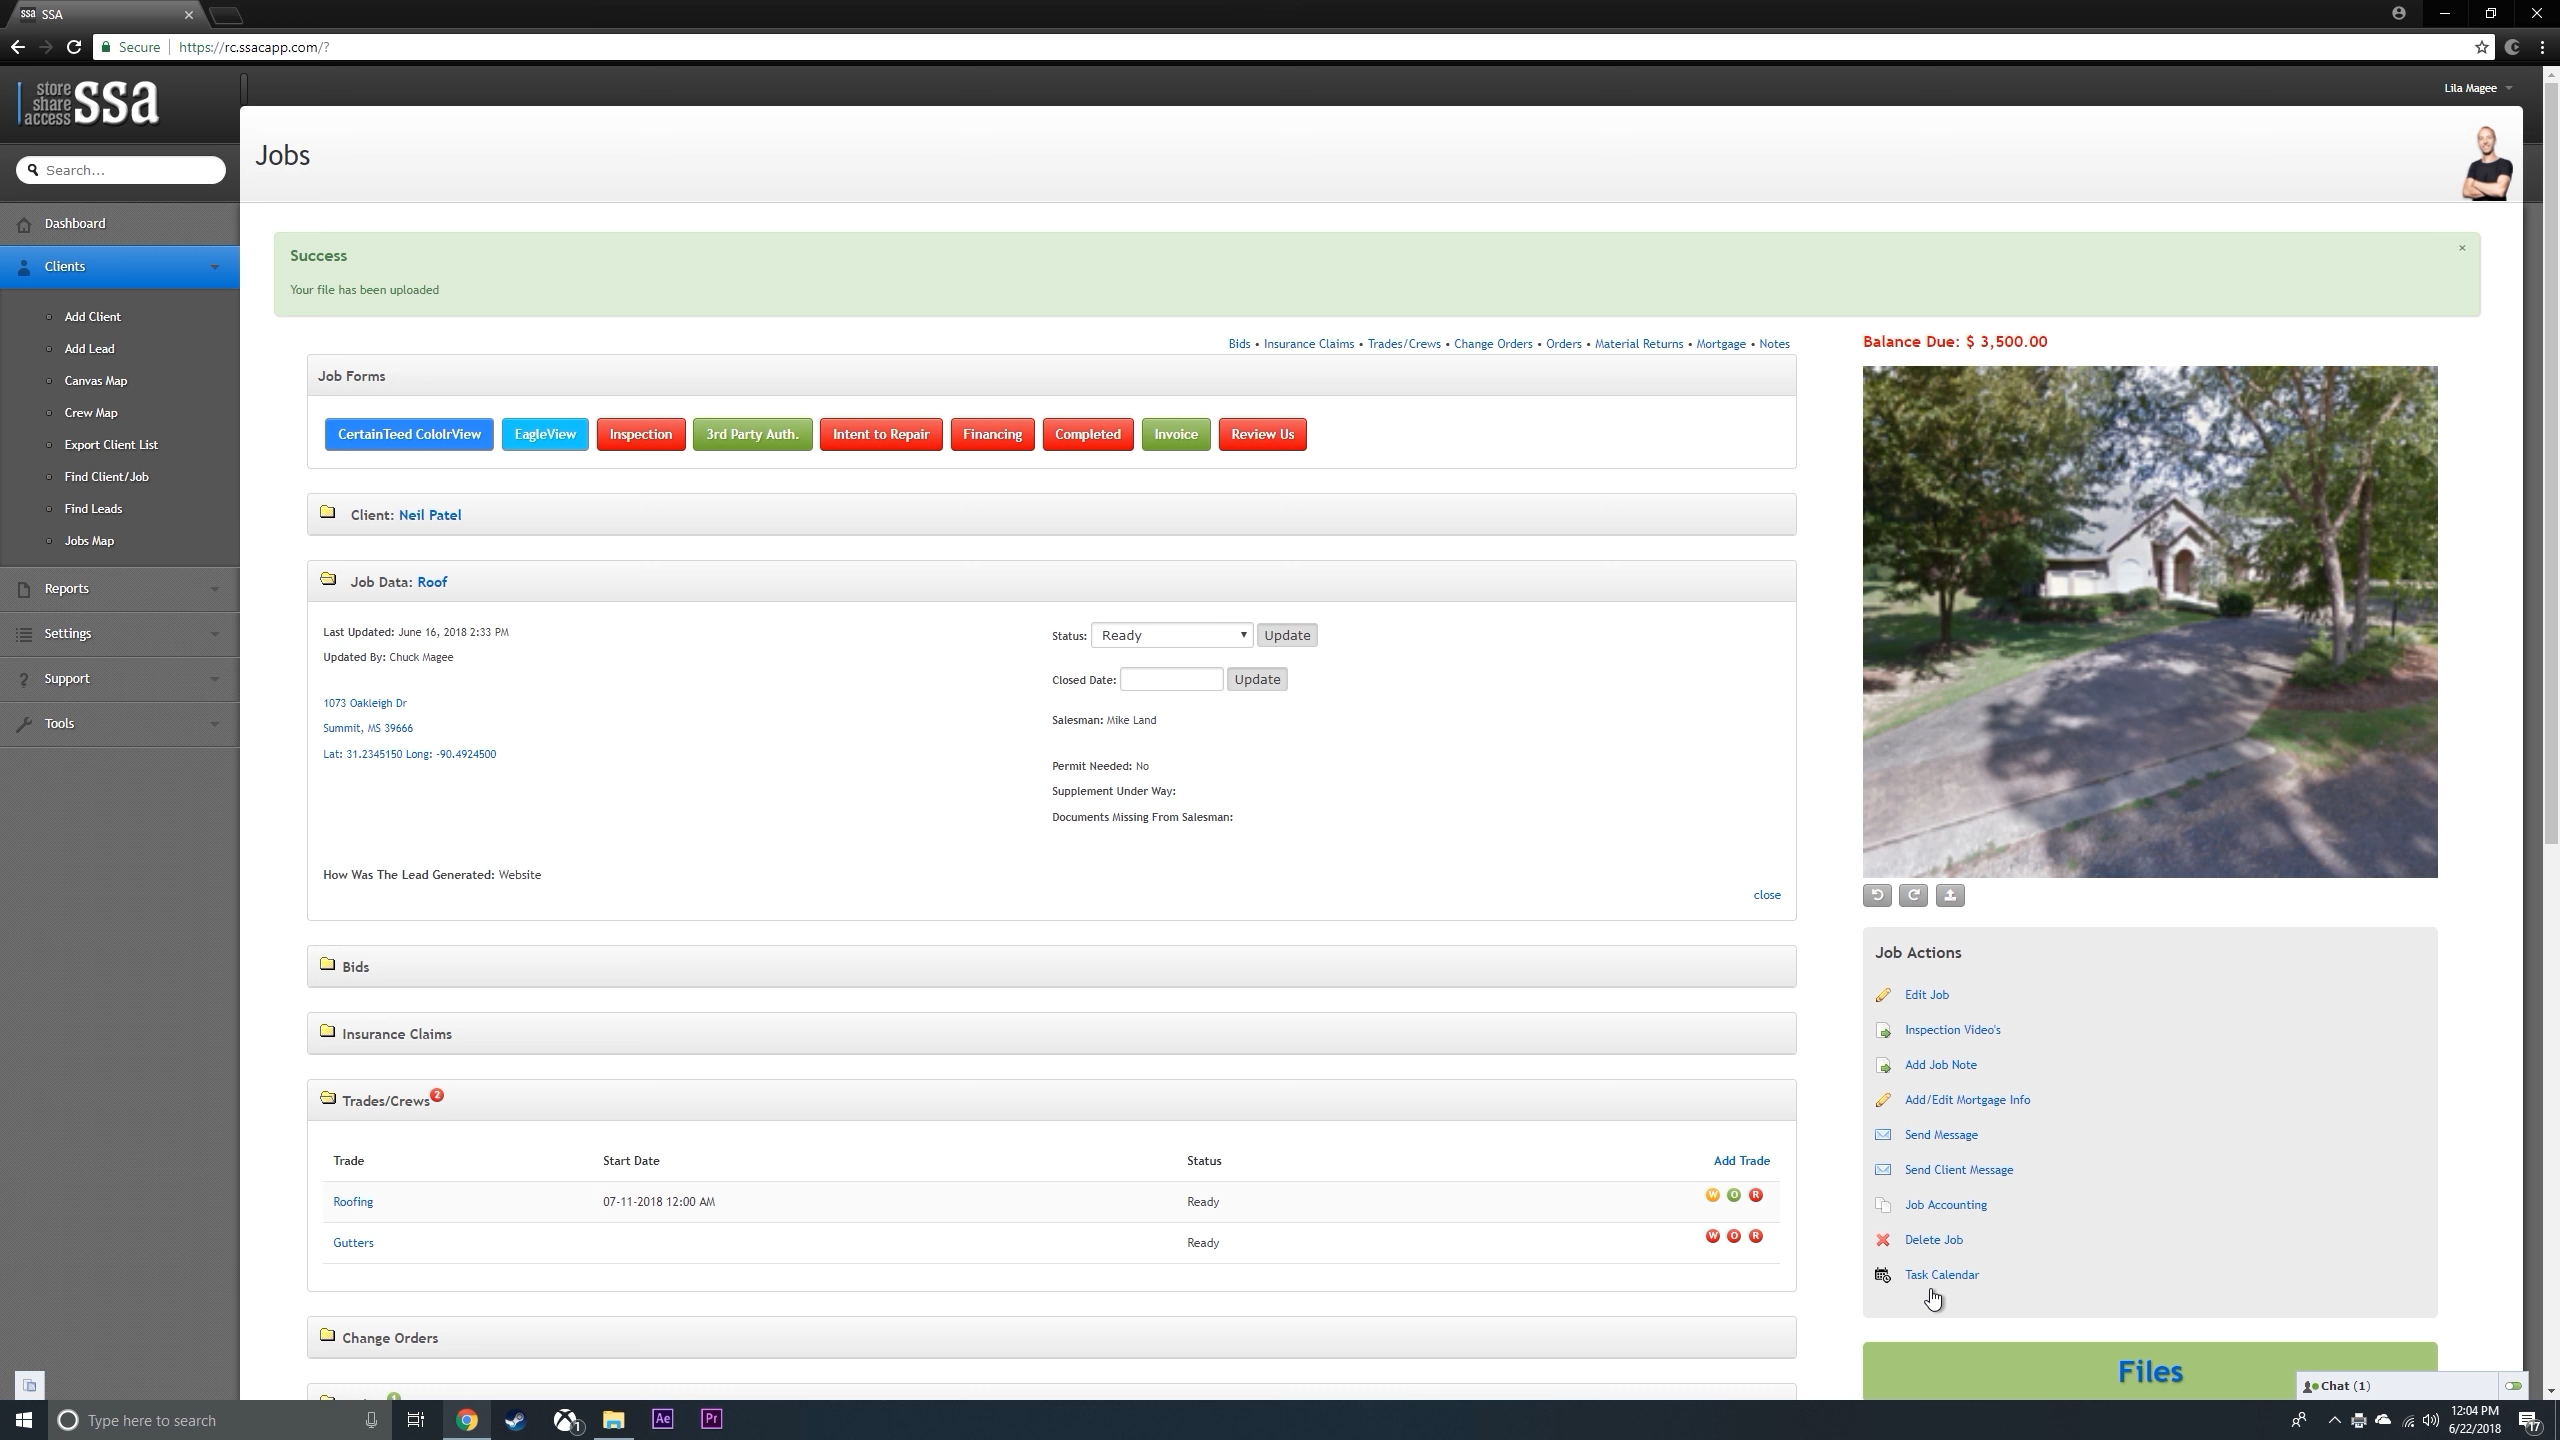 ssa SSA
Secure https://rc.ssacapp.com/?
store
share
access
ssa
Lila Magee
Search...
Jobs
Dashboard
Clients
Add Client
Add Lead
Canvas Map
Crew Map
Export Client List
Find Client/Job
Find Leads
Jobs Map
Reports
Settings
Support
Tools
Success
Your file has been uploaded
Bids • Insurance Claims • Trades/Crews • Change Orders • Orders • Material Returns • Mortgage • Notes
Job Forms
CertainTeed CololrView EagleView Inspection 3rd Party Auth. Intent to Repair Financing Completed Invoice Review Us
Client: Neil Patel
Job Data: Roof
Last Updated: June 16, 2018 2:33 PM
Updated By: Chuck Magee
1073 Oakleigh Dr
Summit, MS 39666
Lat: 31.2345150 Long: -90.4924500
Status: Ready Update
Closed Date: Update
Salesman: Mike Land
Permit Needed: No
Supplement Under Way:
Documents Missing From Salesman:
How Was The Lead Generated: Website
close
Bids
Insurance Claims
Trades/Crews 2
Trade Start Date Status Add Trade
Roofing 07-11-2018 12:00 AM Ready W O R
Gutters Ready W O R
Change Orders
Balance Due: $ 3,500.00
Job Actions
Edit Job
Inspection Video's
Add Job Note
Add/Edit Mortgage Info
Send Message
Send Client Message
Job Accounting
Delete Job
Task Calendar
Files
Chat (1)
Type here to search
1
Ae
Pr
12:04 PM
6/22/2018
17